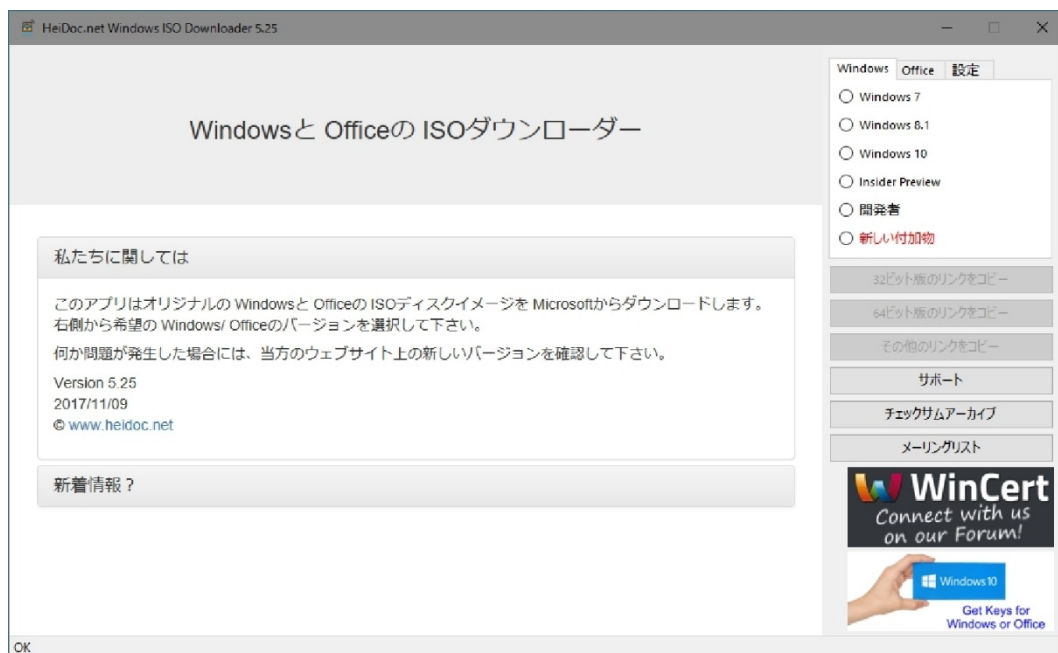 HeiDoc.net Windows ISO Downloader 5.25
Windowsと Officeの ISOダウンローダー
私たちに関しては
このアプリはオリジナルの Windowsと Officeの ISOディスクイメージを Microsoftからダウンロードします。
右側から希望の Windows/ Officeのバージョンを選択して下さい。
何か問題が発生した場合には、当方のウェブサイト上の新しいバージョンを確認して下さい。
Version 5.25
2017/11/09
© www.heidoc.net
新着情報？
Windows Office 設定
Windows 7
Windows 8.1
Windows 10
Insider Preview
開発者
新しい付加物
32ビット版のリンクをコピー
64ビット版のリンクをコピー
その他のリンクをコピー
サポート
チェックサムアーカイブ
メーリングリスト
WinCert
Connect with us
on our Forum!
Windows 10
Get Keys for
Windows or Office
OK